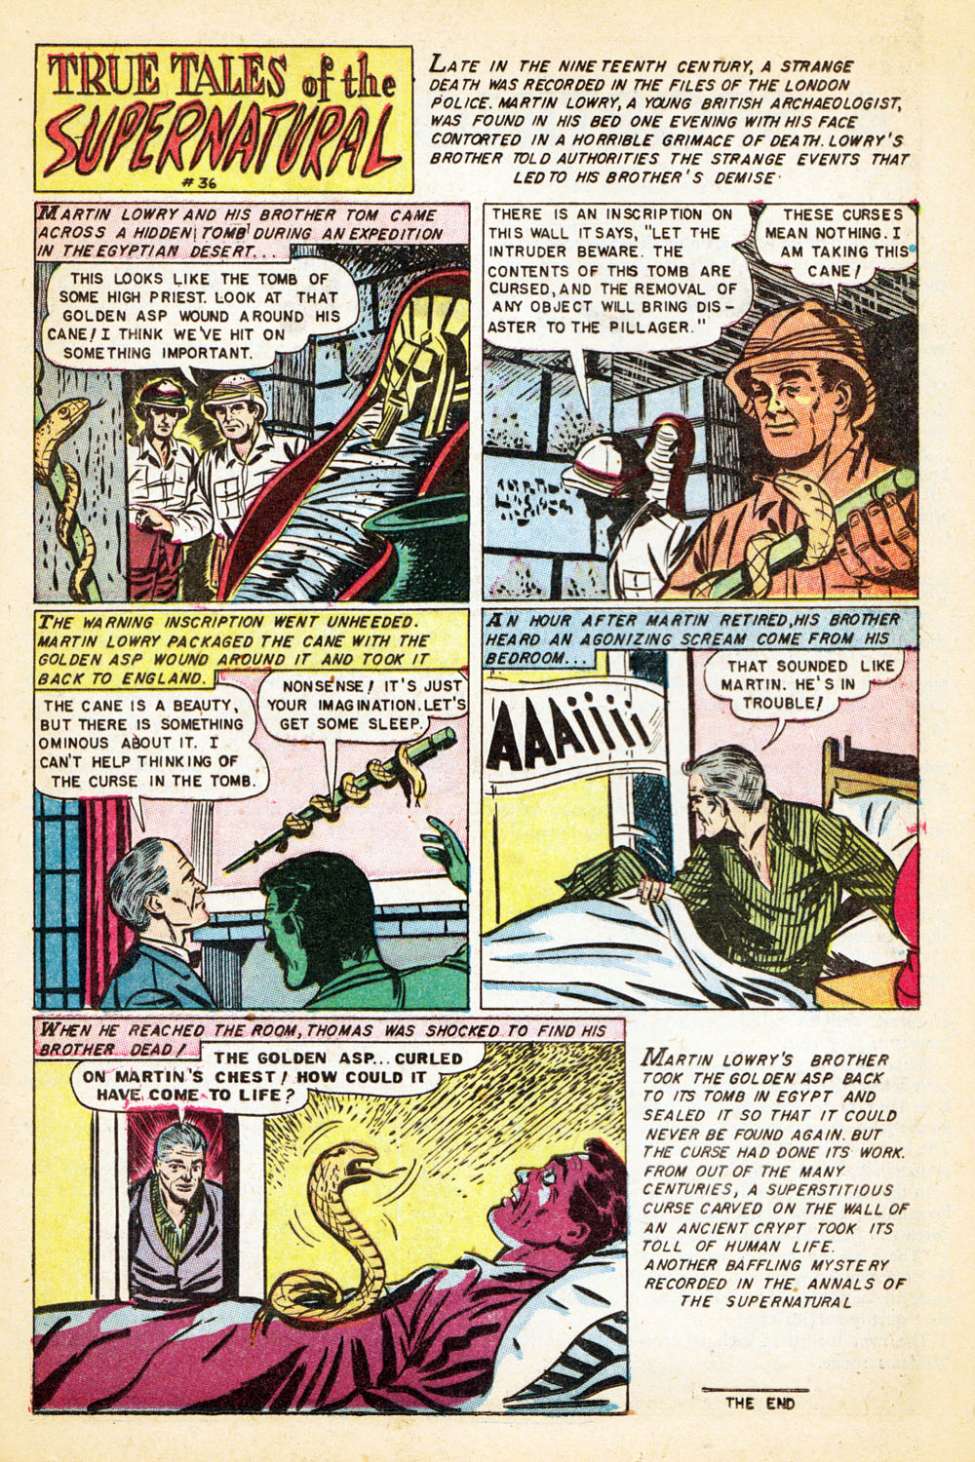 TRUE TALES of the
SUPERNATURAL
# 36
LATE IN THE NINETEENTH CENTURY, A STRANGE
DEATH WAS RECORDED IN THE FILES OF THE LONDON
POLICE. MARTIN LOWRY, A YOUNG BRITISH ARCHAEOLOGIST,
WAS FOUND IN HIS BED ONE EVENING WITH HIS FACE
CONTORTED IN A HORRIBLE GRIMACE OF DEATH. LOWRY'S
BROTHER TOLD AUTHORITIES THE STRANGE EVENTS THAT
LED TO HIS BROTHER'S DEMISE.
MARTIN LOWRY AND HIS BROTHER TOM CAME
ACROSS A HIDDEN TOMB DURING AN EXPEDITION
IN THE EGYPTIAN DESERT...
THIS LOOKS LIKE THE TOMB OF
SOME HIGH PRIEST. LOOK AT THAT
GOLDEN ASP WOUND AROUND HIS
CANE! I THINK WE'VE HIT ON
SOMETHING IMPORTANT.
THERE IS AN INSCRIPTION ON
THIS WALL IT SAYS, "LET THE
INTRUDER BEWARE. THE
CONTENTS OF THIS TOMB ARE
CURSED, AND THE REMOVAL OF
ANY OBJECT WILL BRING DIS-
ASTER TO THE PILLAGER."
THESE CURSES
MEAN NOTHING. I
AM TAKING THIS
CANE!
THE WARNING INSCRIPTION WENT UNHEEDED.
MARTIN LOWRY PACKAGED THE CANE WITH THE
GOLDEN ASP WOUND AROUND IT AND TOOK IT
BACK TO ENGLAND.
THE CANE IS A BEAUTY,
BUT THERE IS SOMETHING
OMINOUS ABOUT IT. I
CAN'T HELP THINKING OF
THE CURSE IN THE TOMB.
NONSENSE! IT'S JUST
YOUR IMAGINATION. LET'S
GET SOME SLEEP.
AN HOUR AFTER MARTIN RETIRED, HIS BROTHER
HEARD AN AGONIZING SCREAM COME FROM HIS
BEDROOM...
AAAiiii'i
THAT SOUNDED LIKE
MARTIN. HE'S IN
TROUBLE!
WHEN HE REACHED THE ROOM, THOMAS WAS SHOCKED TO FIND HIS
BROTHER DEAD!
THE GOLDEN ASP... CURLED
ON MARTIN'S CHEST! HOW COULD IT
HAVE COME TO LIFE?
MARTIN LOWRY'S BROTHER
TOOK THE GOLDEN ASP BACK
TO ITS TOMB IN EGYPT AND
SEALED IT SO THAT IT COULD
NEVER BE FOUND AGAIN. BUT
THE CURSE HAD DONE ITS WORK.
FROM OUT OF THE MANY
CENTURIES, A SUPERSTITIOUS
CURSE CARVED ON THE WALL OF
AN ANCIENT CRYPT TOOK ITS
TOLL OF HUMAN LIFE.
ANOTHER BAFFLING MYSTERY
RECORDED IN THE ANNALS OF
THE SUPERNATURAL
THE END